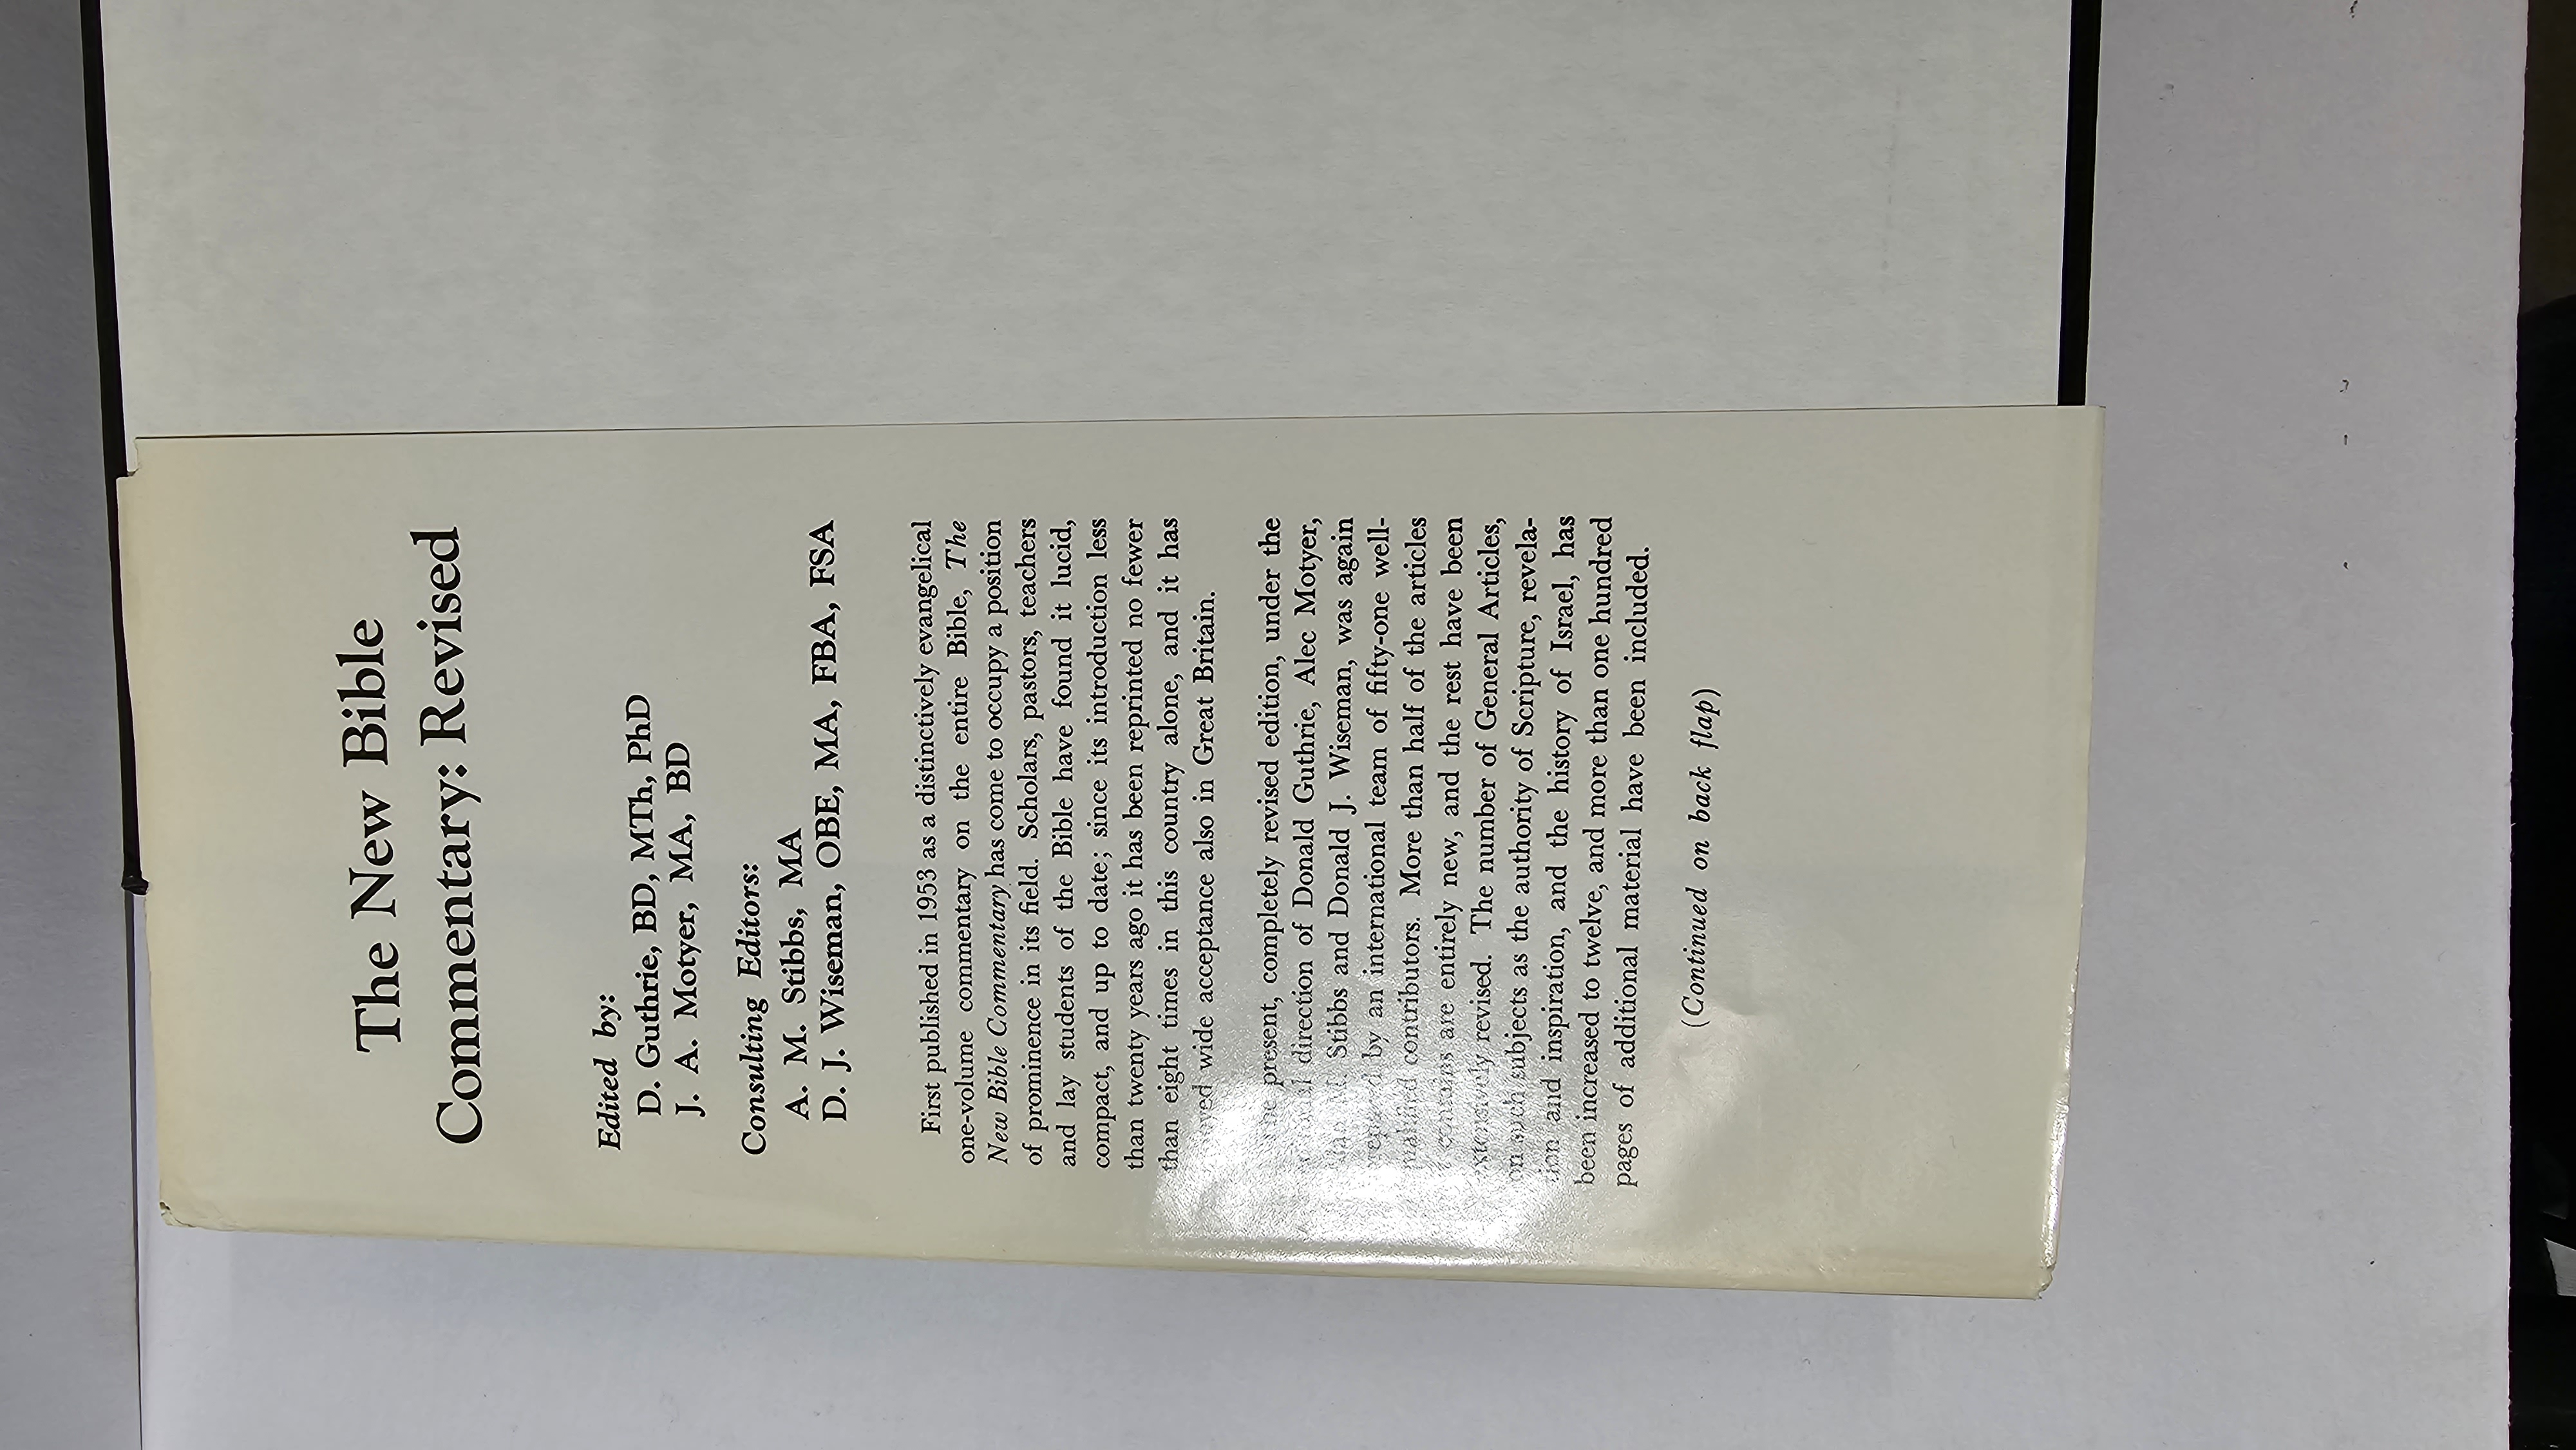 The New Bible
Commentary: Revised
Edited by:
D. Guthrie, BD, MTh, PhD
J. A. Motyer, MA, BD
Consulting Editors:
A. M. Stibbs, MA
D. J. Wiseman, OBE, MA, FBA, FSA
First published in 1953 as a distinctively evangelical
one-volume commentary on the entire Bible, The
New Bible Commentary has come to occupy a position
of prominence in its field. Scholars, pastors, teachers
and lay students of the Bible have found it lucid,
compact, and up to date; since its introduction less
than twenty years ago it has been reprinted no fewer
than eight times in this country alone, and it has
wide acceptance also in Great Britain.
The present, completely revised edition, under the
editorial direction of Donald Guthrie, Alec Motyer,
Alan M. Stibbs and Donald J. Wiseman, was again
prepared by an international team of fifty-one well-
qualified contributors. More than half of the articles
it contains are entirely new, and the rest have been
extensively revised. The number of General Articles,
on such subjects as the authority of Scripture, revela-
tion and inspiration, and the history of Israel, has
been increased to twelve, and more than one hundred
pages of additional material have been included.
(Continued on back flap)